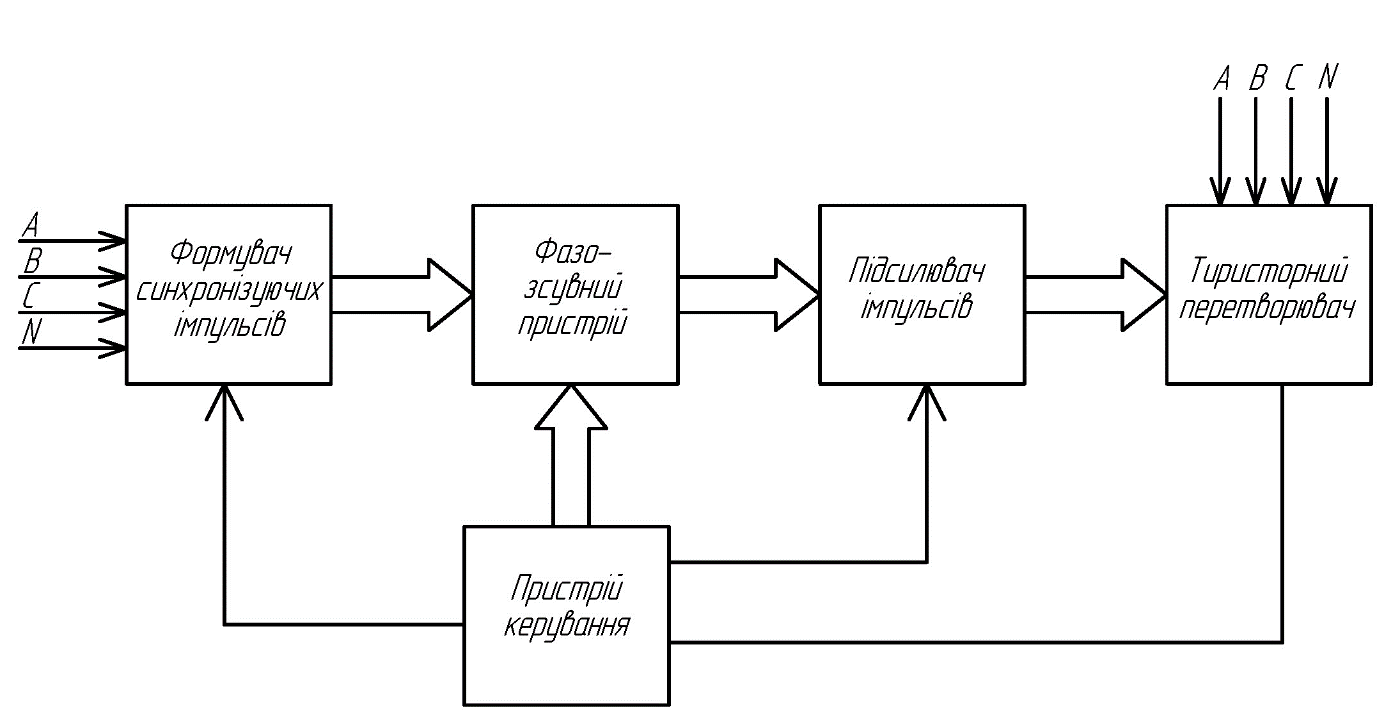 A B C N
A
B
C
N
Формувач
синхронізуючих
імпульсів
Фазо-
зсувний
пристрій
Підсилювач
імпульсів
Тиристорний
перетворювач
Пристрій
керування